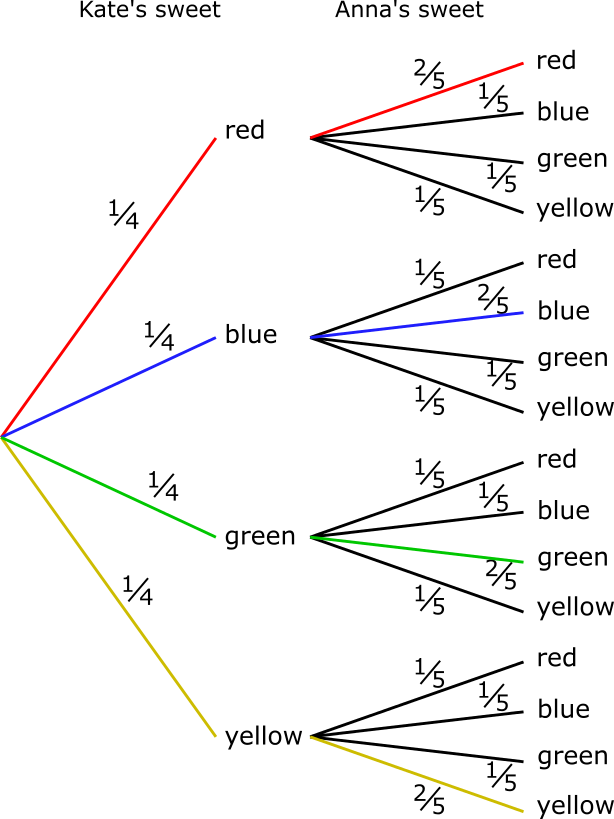 Kate's sweet Anna's sweet
red
2/5
1/5
blue
red
green
1/5
1/5
yellow
1/4
red
1/5
2/5
blue
1/4
blue
green
1/5
1/5
yellow
red
1/5
1/5
blue
1/4
green
green
2/5
1/5
yellow
1/4
red
1/5
1/5
blue
yellow
green
1/5
2/5
yellow